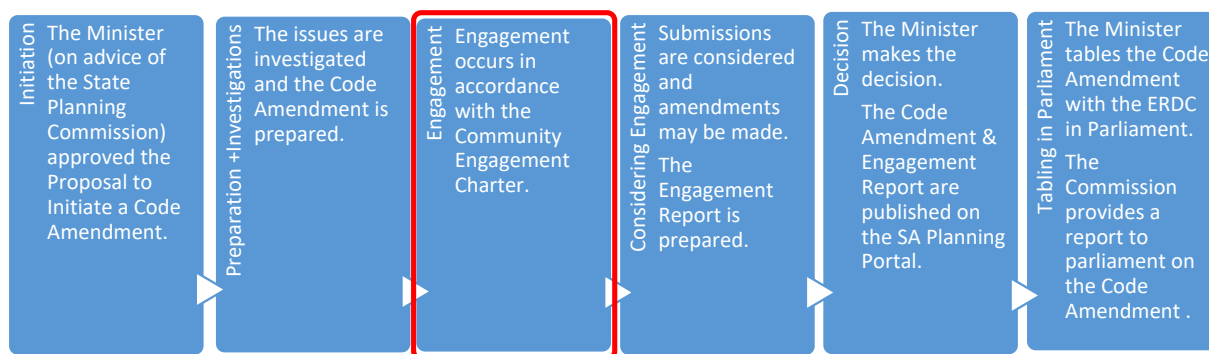 Initiation
The Minister
(on advice of
the State
Planning
Commission)
approved the
Proposal to
Initiate a Code
Amendment.
Preparation +Investigations
The issues are
investigated
and the Code
Amendment is
prepared.
Engagement
Engagement
occurs in
accordance
with the
Community
Engagement
Charter.
Considering Engagement
Submissions
are considered
and
amendments
may be made.
The
Engagement
Report is
prepared.
Decision
The Minister
makes the
decision.
The Code
Amendment &
Engagement
Report are
published on
the SA Planning
Portal.
Tabling in Parliament
The Minister
tables the Code
Amendment
with the ERDC
in Parliament.
The
Commission
provides a
report to
parliament on
the Code
Amendment .